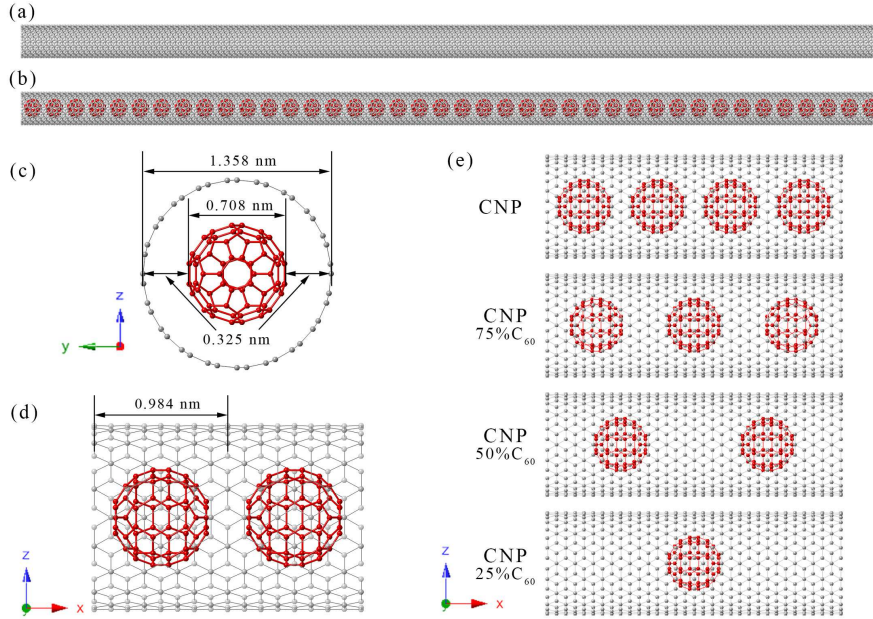 (a)
(b)
(c)
1.358 nm
0.708 nm
0.325 nm
z
y
(d)
0.984 nm
z
y
x
(e)
CNP
CNP
75%C₆₀
CNP
50%C₆₀
CNP
25%C₆₀
z
y
x